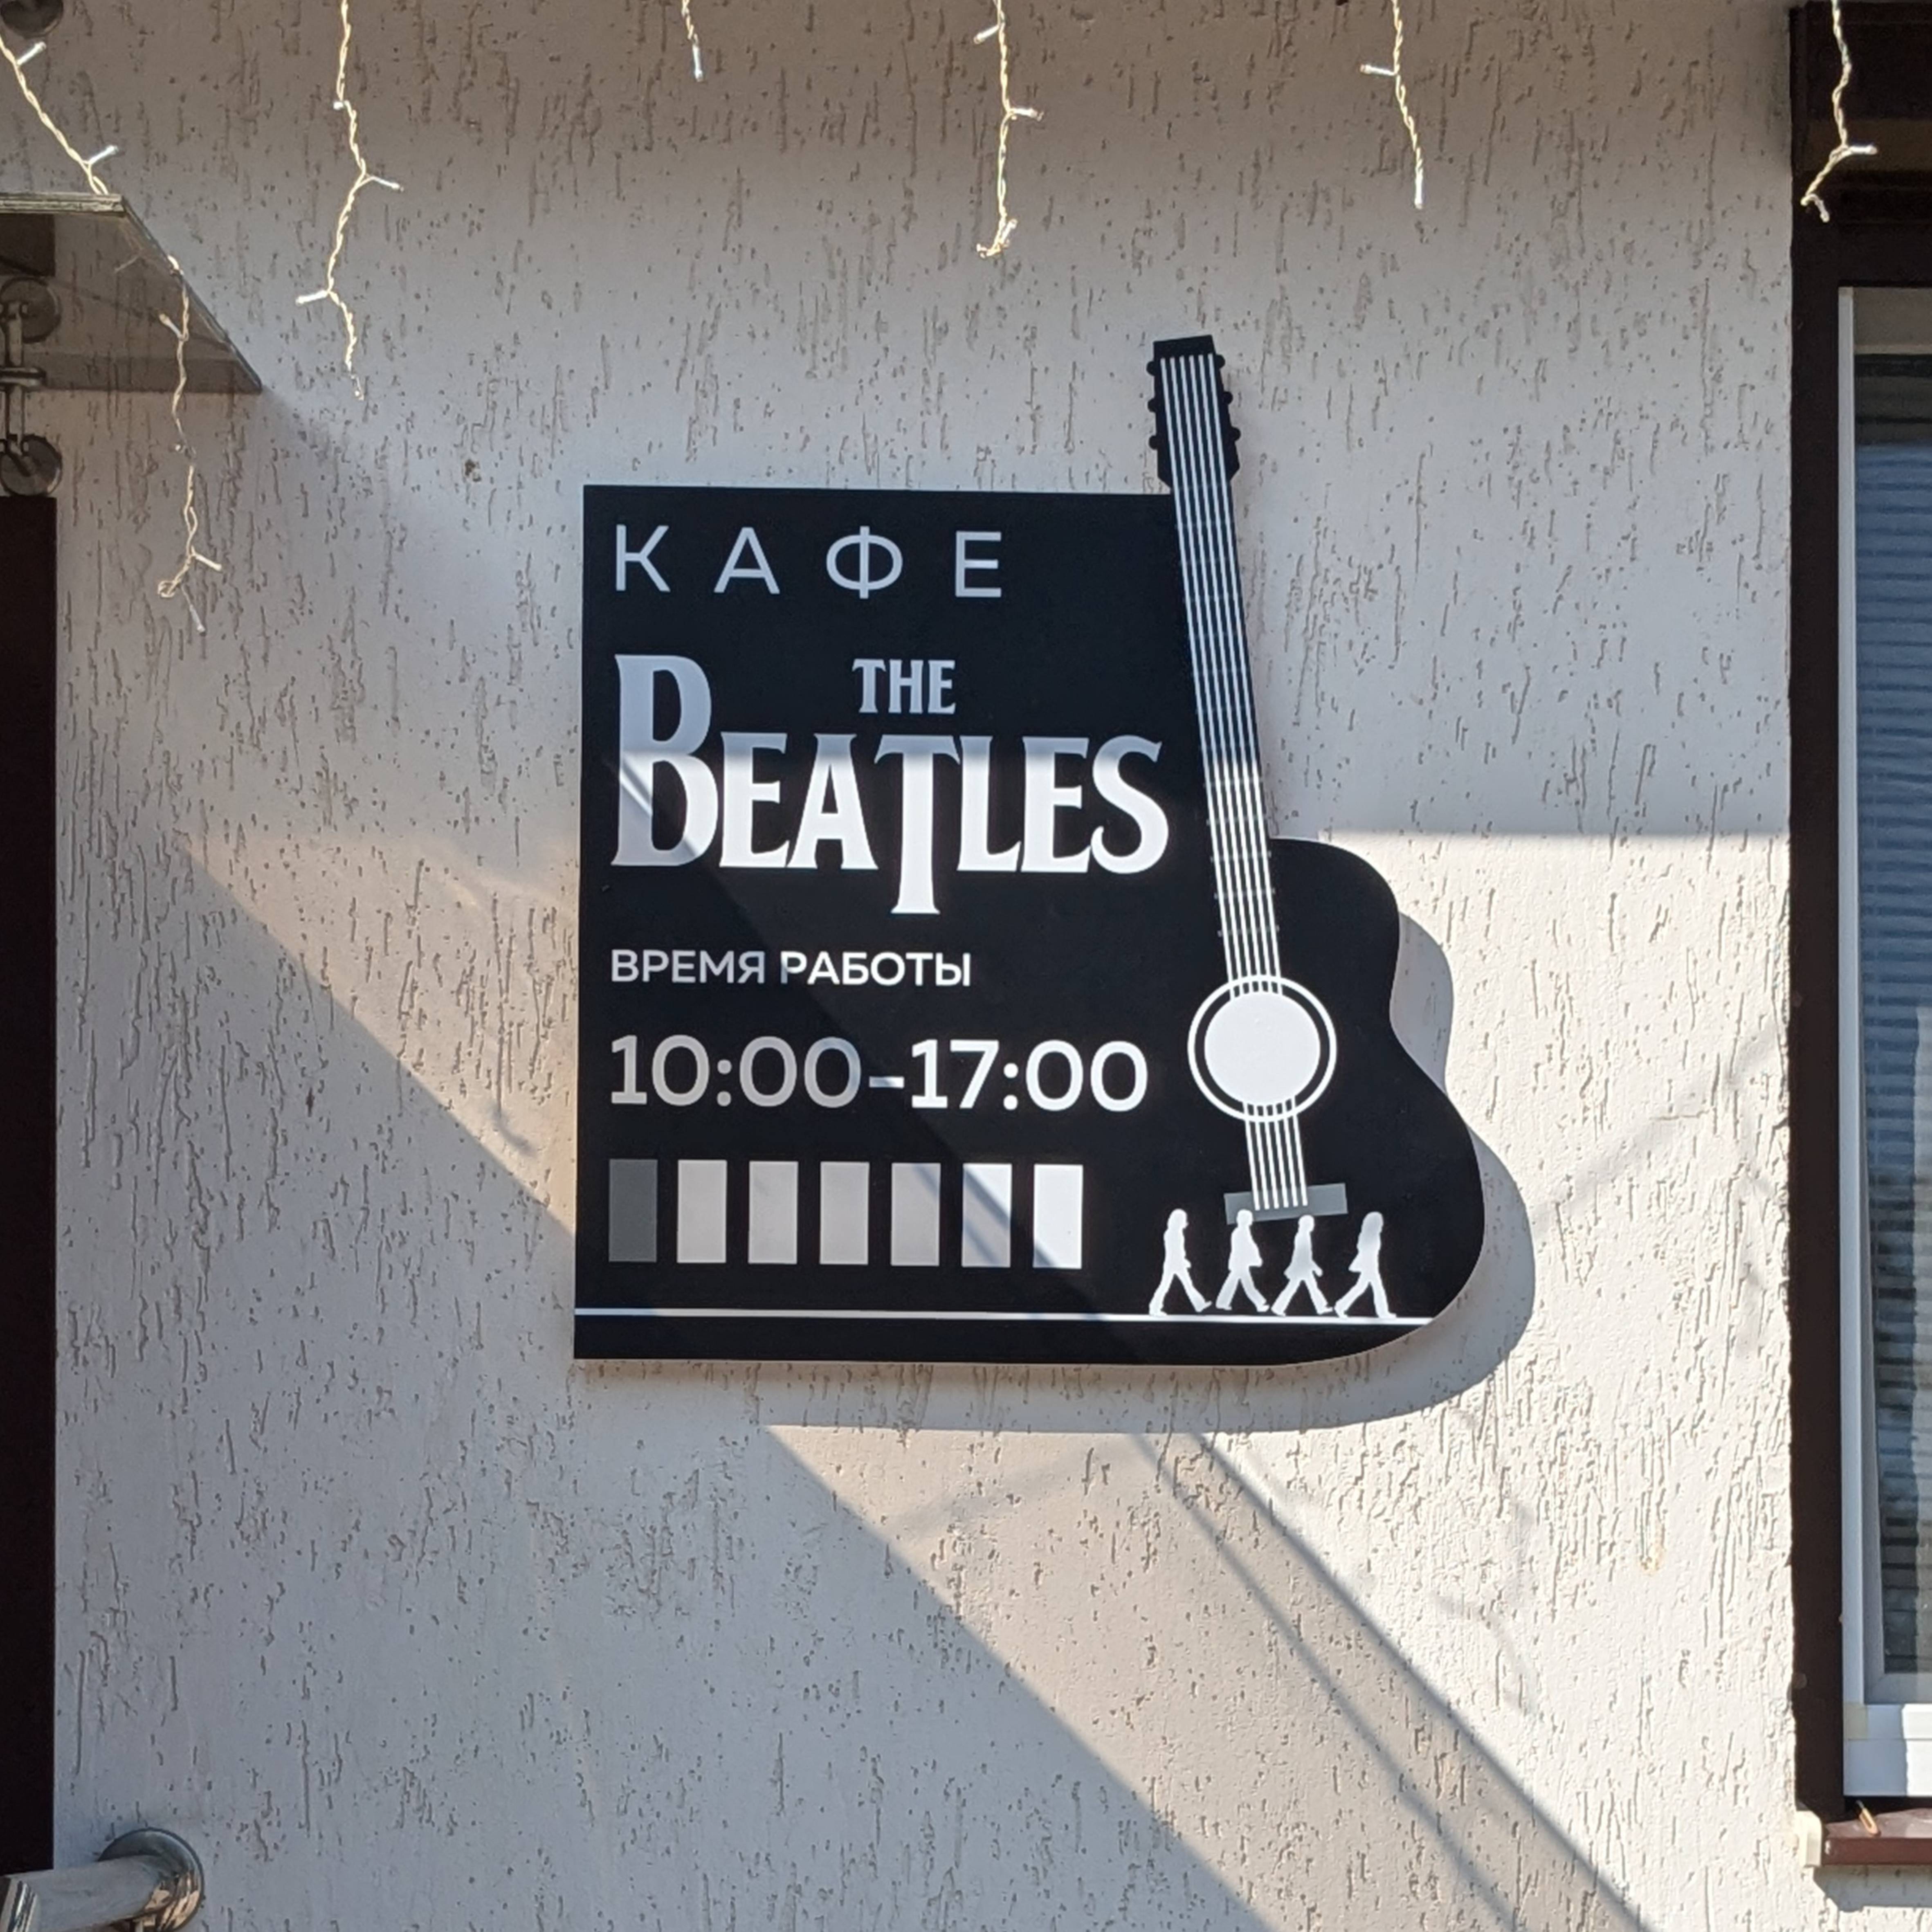 КАФЕ
THE
BEATLES
ВРЕМЯ РАБОТЫ
10:00-17:00